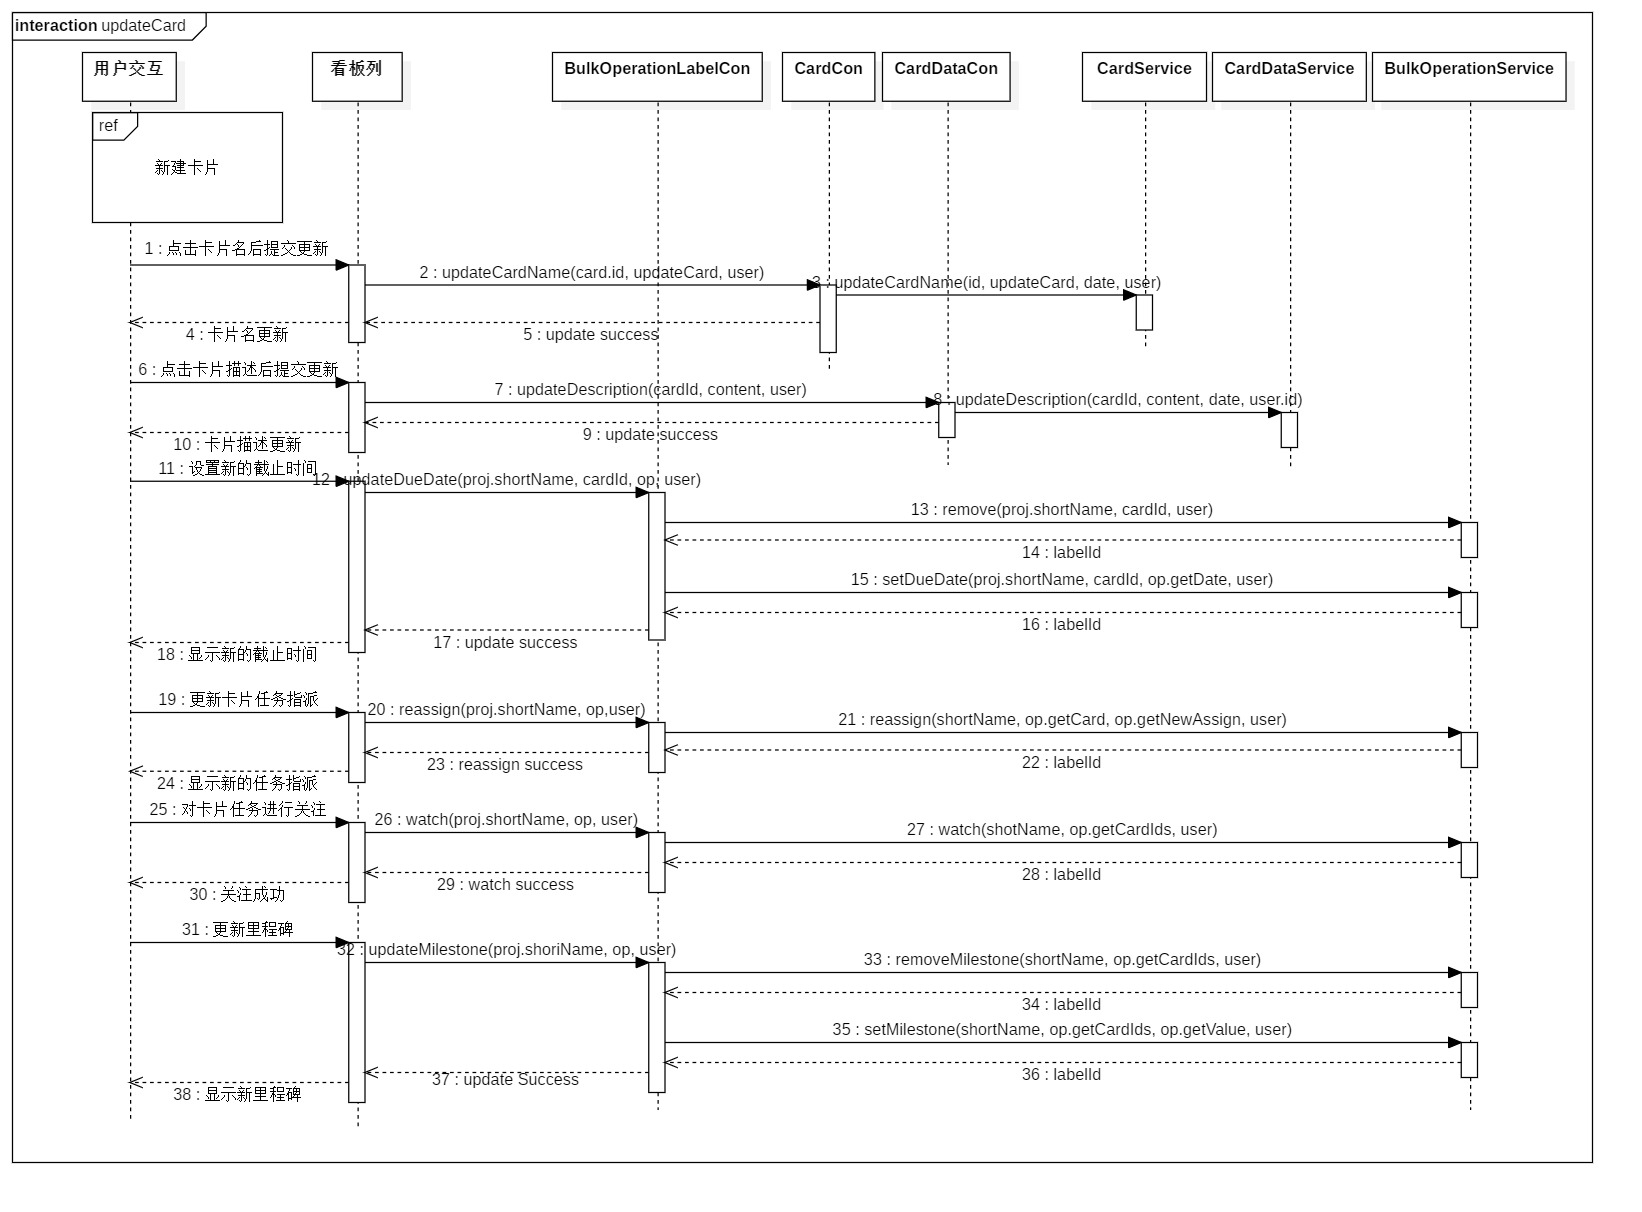 interaction updateCard
用户交互
看板列
BulkOperationLabelCon
CardCon
CardDataCon
CardService
CardDataService
BulkOperationService
ref
新建卡片
1 : 点击卡片名后提交更新
2 : updateCardName(card.id, updateCard, user)
3 : updateCardName(id, updateCard, date, user)
4 : 卡片名更新
5 : update success
6 : 点击卡片描述后提交更新
7 : updateDescription(cardId, content, user)
8 : updateDescription(cardId, content, date, user.id)
9 : update success
10 : 卡片描述更新
11 : 设置新的截止时间
12 : updateDueDate(proj.shortName, cardId, op, user)
13 : remove(proj.shortName, cardId, user)
14 : labelId
15 : setDueDate(proj.shortName, cardId, op.getDate, user)
16 : labelId
17 : update success
18 : 显示新的截止时间
19 : 更新卡片任务指派
20 : reassign(proj.shortName, op,user)
21 : reassign(shortName, op.getCard, op.getNewAssign, user)
22 : labelId
23 : reassign success
24 : 显示新的任务指派
25 : 对卡片任务进行关注
26 : watch(proj.shortName, op, user)
27 : watch(shotName, op.getCardIds, user)
28 : labelId
29 : watch success
30 : 关注成功
31 : 更新里程碑
32 : updateMilestone(proj.shoriName, op, user)
33 : removeMilestone(shortName, op.getCardIds, user)
34 : labelId
35 : setMilestone(shortName, op.getCardIds, op.getValue, user)
36 : labelId
37 : update Success
38 : 显示新里程碑